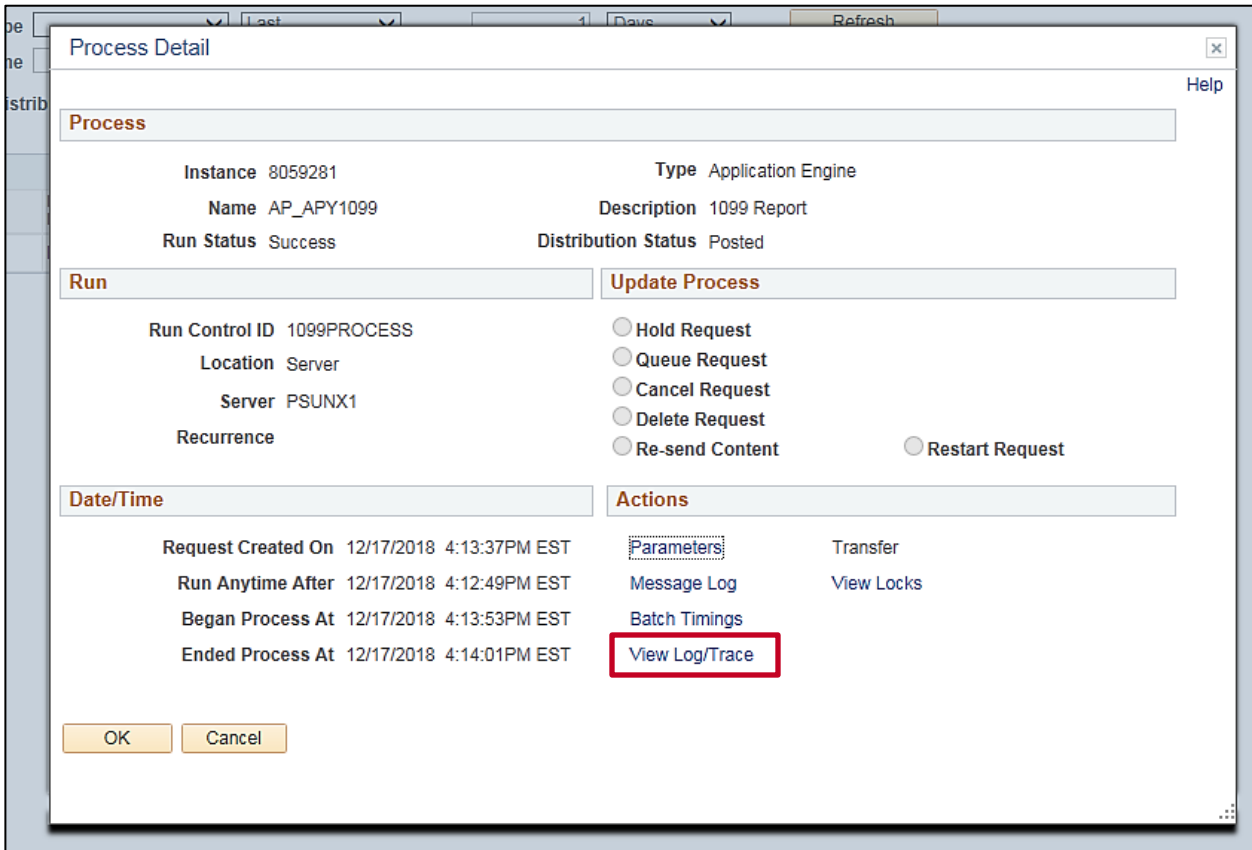 Last 1 Days Refresh
Process Detail
Help
Process
Instance 8059281 Type Application Engine
Name AP_APY1099 Description 1099 Report
Run Status Success Distribution Status Posted
Run Update Process
Run Control ID 1099PROCESS Hold Request
Location Server Queue Request
Server PSUNX1 Cancel Request
Recurrence Delete Request
Re-send Content Restart Request
Date/Time Actions
Request Created On 12/17/2018 4:13:37PM EST Parameters Transfer
Run Anytime After 12/17/2018 4:12:49PM EST Message Log View Locks
Began Process At 12/17/2018 4:13:53PM EST Batch Timings
Ended Process At 12/17/2018 4:14:01PM EST View Log/Trace
OK Cancel